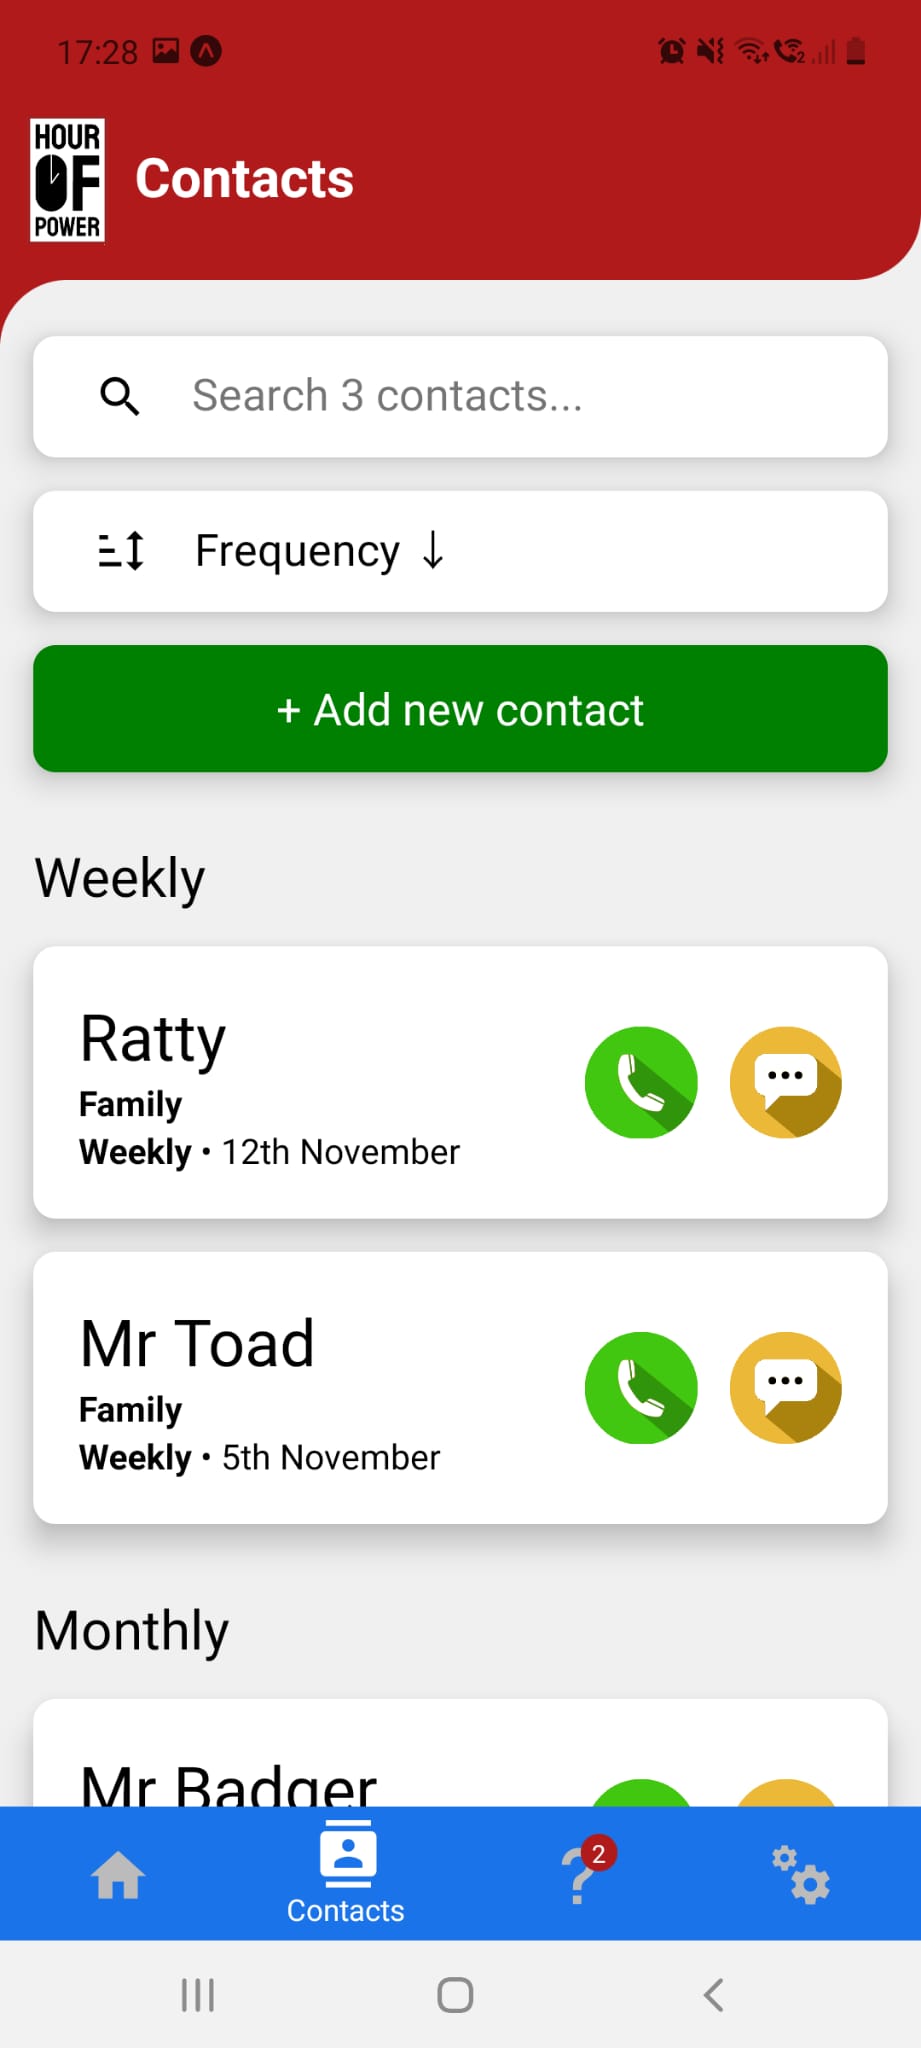 17:28
HOUR
OF
POWER
Contacts
Search 3 contacts...
Frequency ↓
+ Add new contact
Weekly
Ratty
Family
Weekly • 12th November
Mr Toad
Family
Weekly • 5th November
Monthly
Mr Badger
2
Contacts